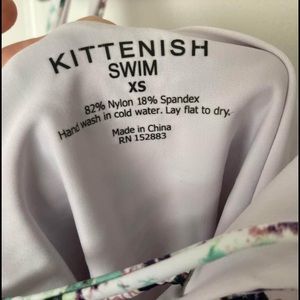 KITTENISH
SWIM
XS
82% Nylon 18% Spandex
Hand wash in cold water. Lay flat to dry.
Made in China
RN 152883